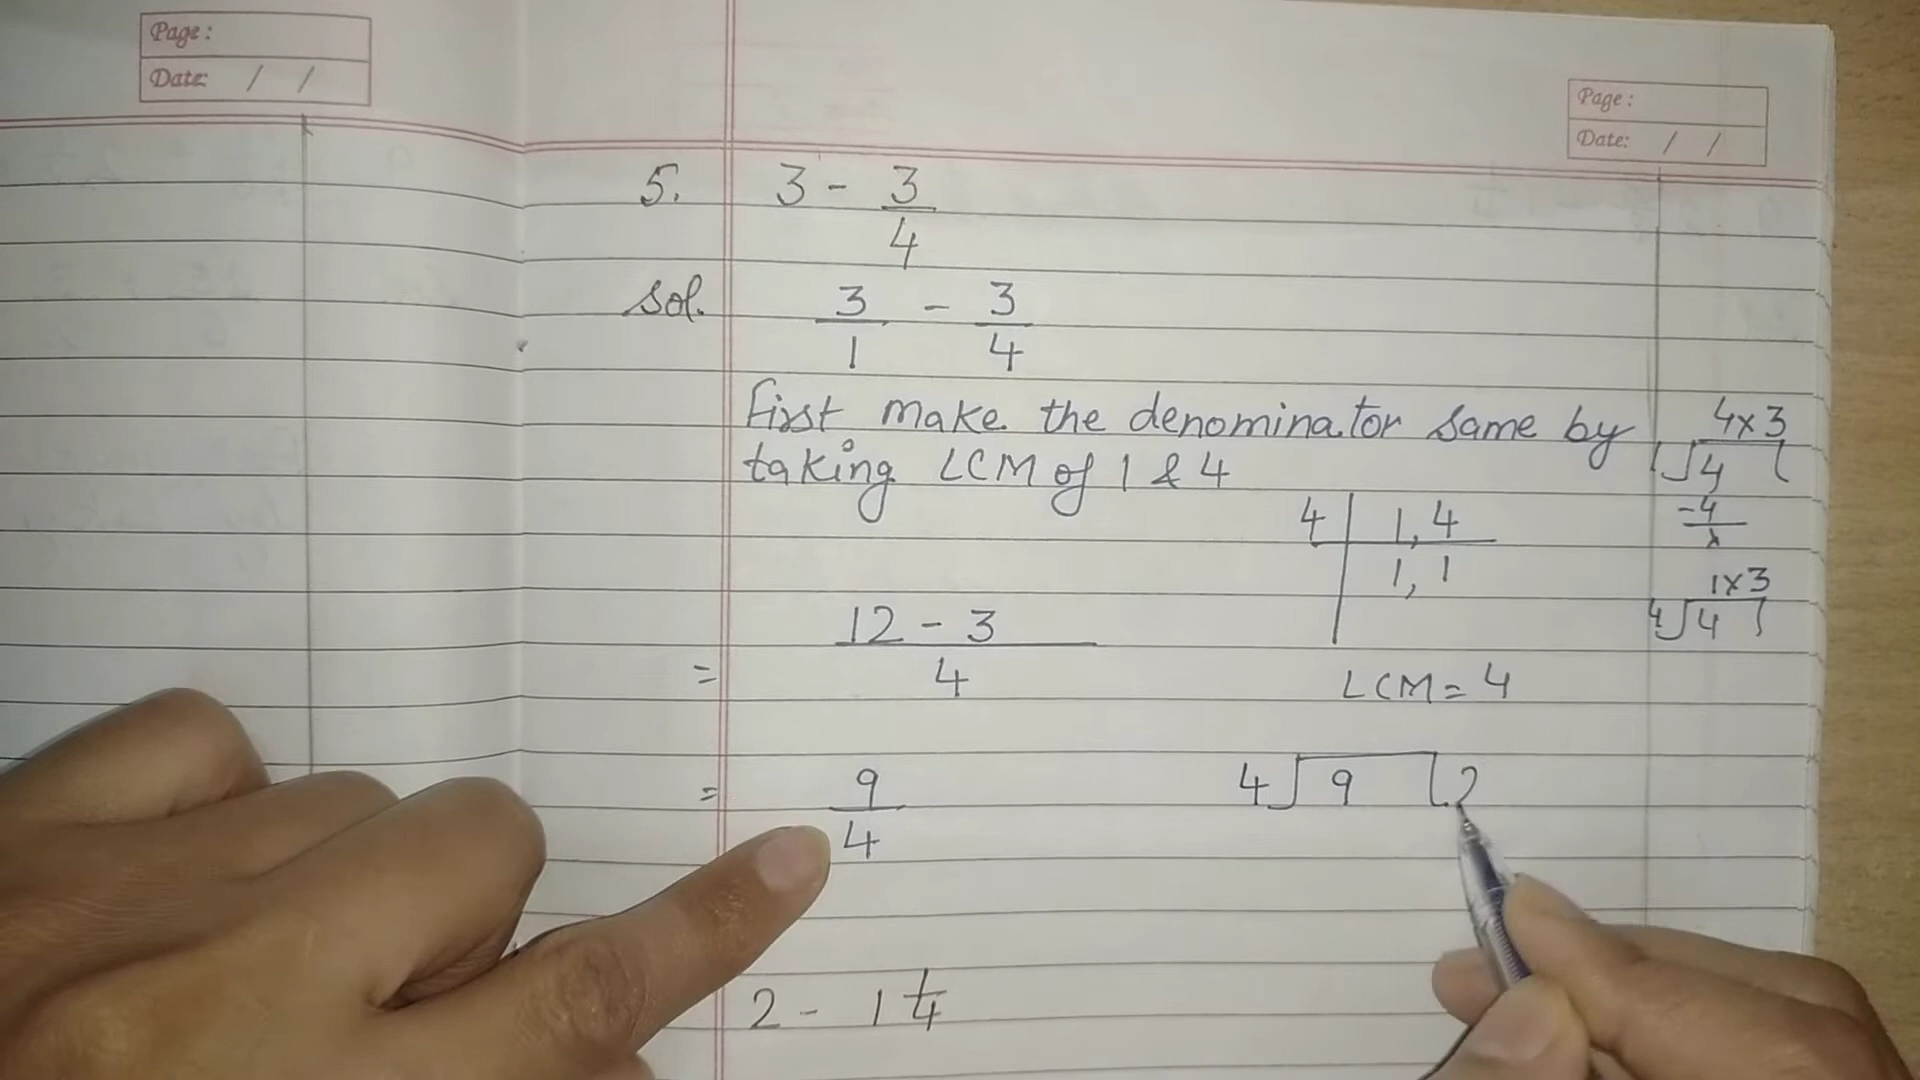 Page :
Date: / /
Page :
Date: / /
5. 3 - 3/4
Sol. 3/1 - 3/4
First make the denominator same by
taking LCM of 1 & 4
4x3
1 4
-4
x
4 1, 4
1, 1
1x3
4 4
= 12 - 3 / 4
LCM = 4
= 9/4
4 9 2
2 - 1 1/4